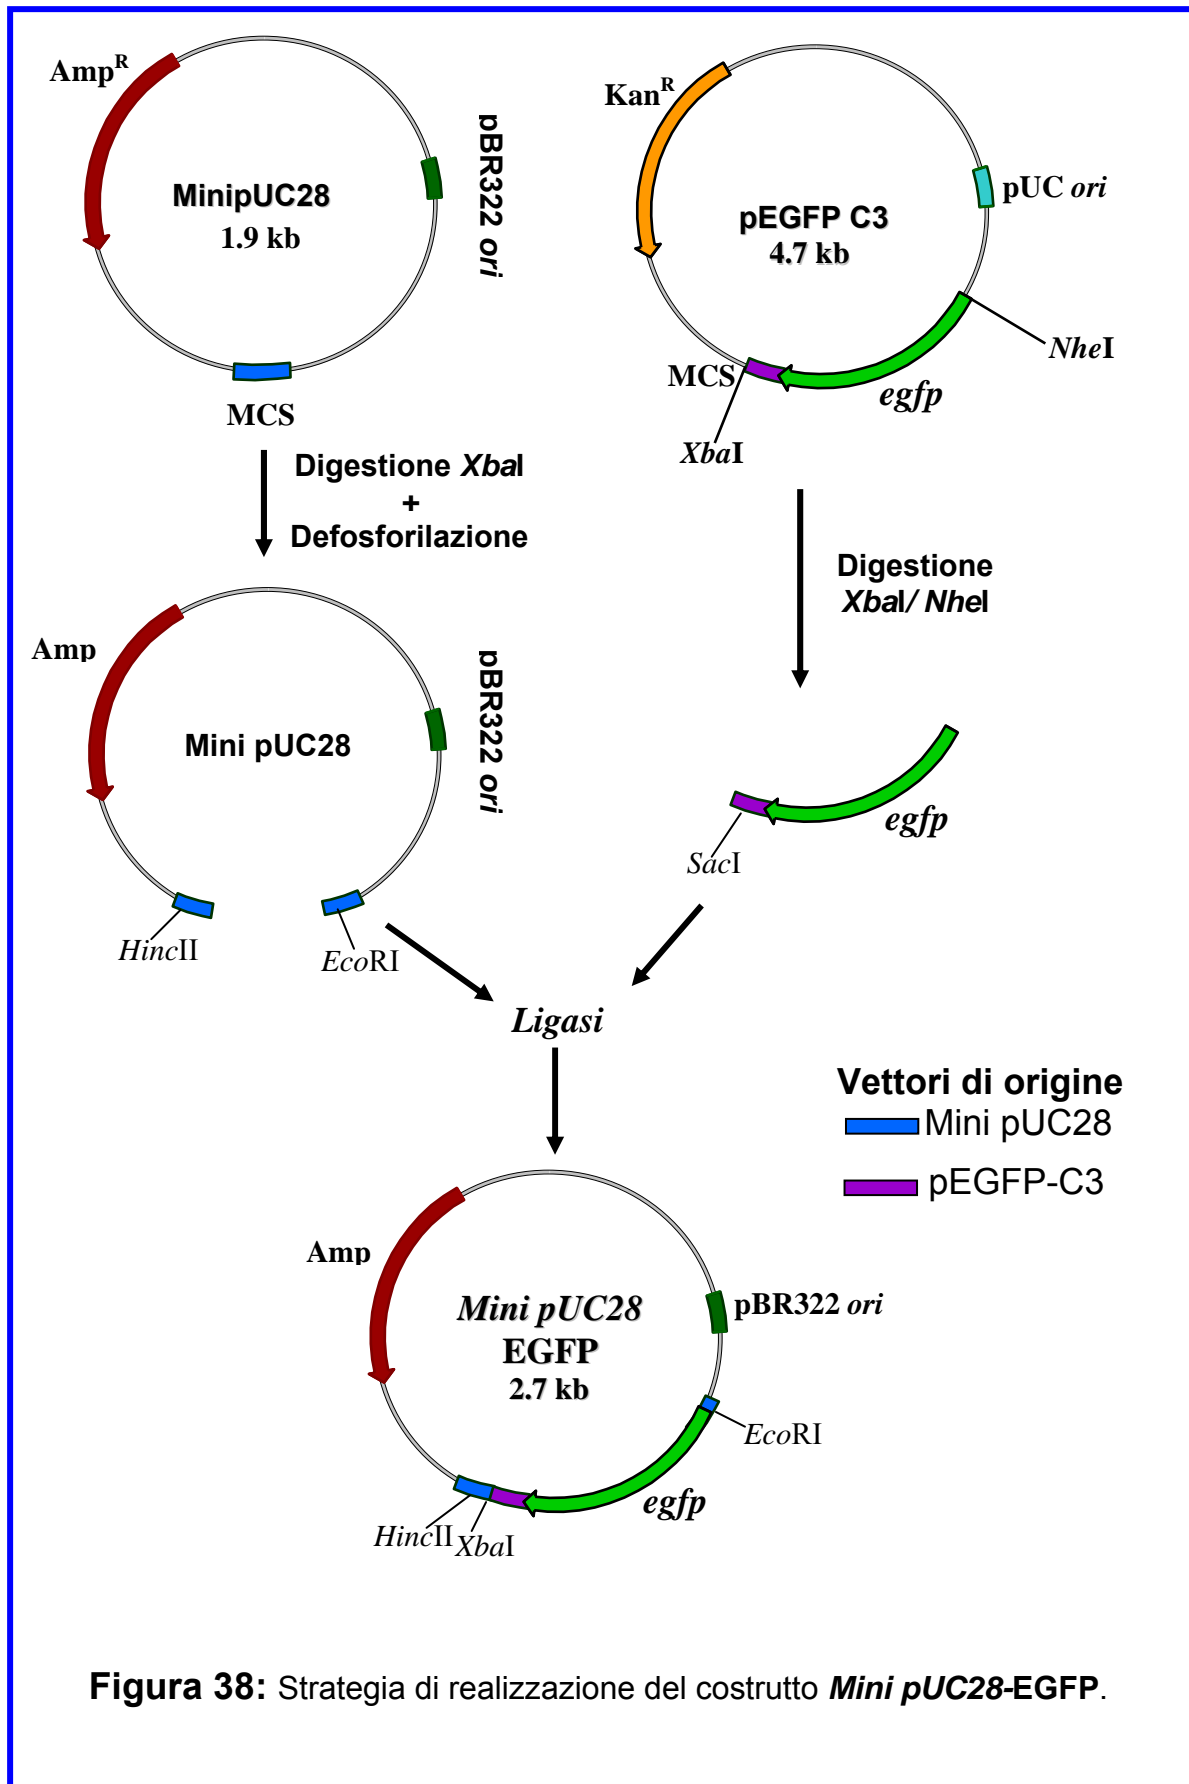 Amp^R
MinipUC28
1.9 kb
pBR322 ori
MCS
Kan^R
pEGFP C3
4.7 kb
pUC ori
NheI
egfp
MCS
XbaI
Digestione XbaI
+
Defosforilazione
Digestione
XbaI/ NheI
Amp
Mini pUC28
pBR322 ori
HincII
EcoRI
egfp
SacI
Ligasi
Vettori di origine
Mini pUC28
pEGFP-C3
Amp
Mini pUC28
EGFP
2.7 kb
pBR322 ori
EcoRI
egfp
HincII
XbaI
Figura 38: Strategia di realizzazione del costrutto Mini pUC28-EGFP.